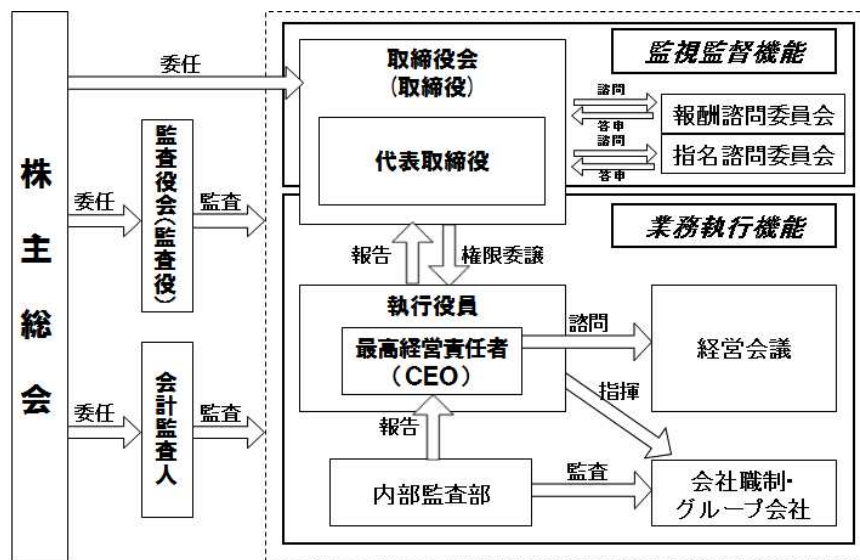 株主総会
委任
委任
監査役会(監査役)
監査
委任
会計監査人
監査
取締役会
(取締役)
代表取締役
監視監督機能
諮問
答申
報酬諮問委員会
諮問
答申
指名諮問委員会
業務執行機能
報告
権限委譲
執行役員
最高経営責任者
(CEO)
諮問
経営会議
指揮
報告
内部監査部
監査
会社職制・
グループ会社